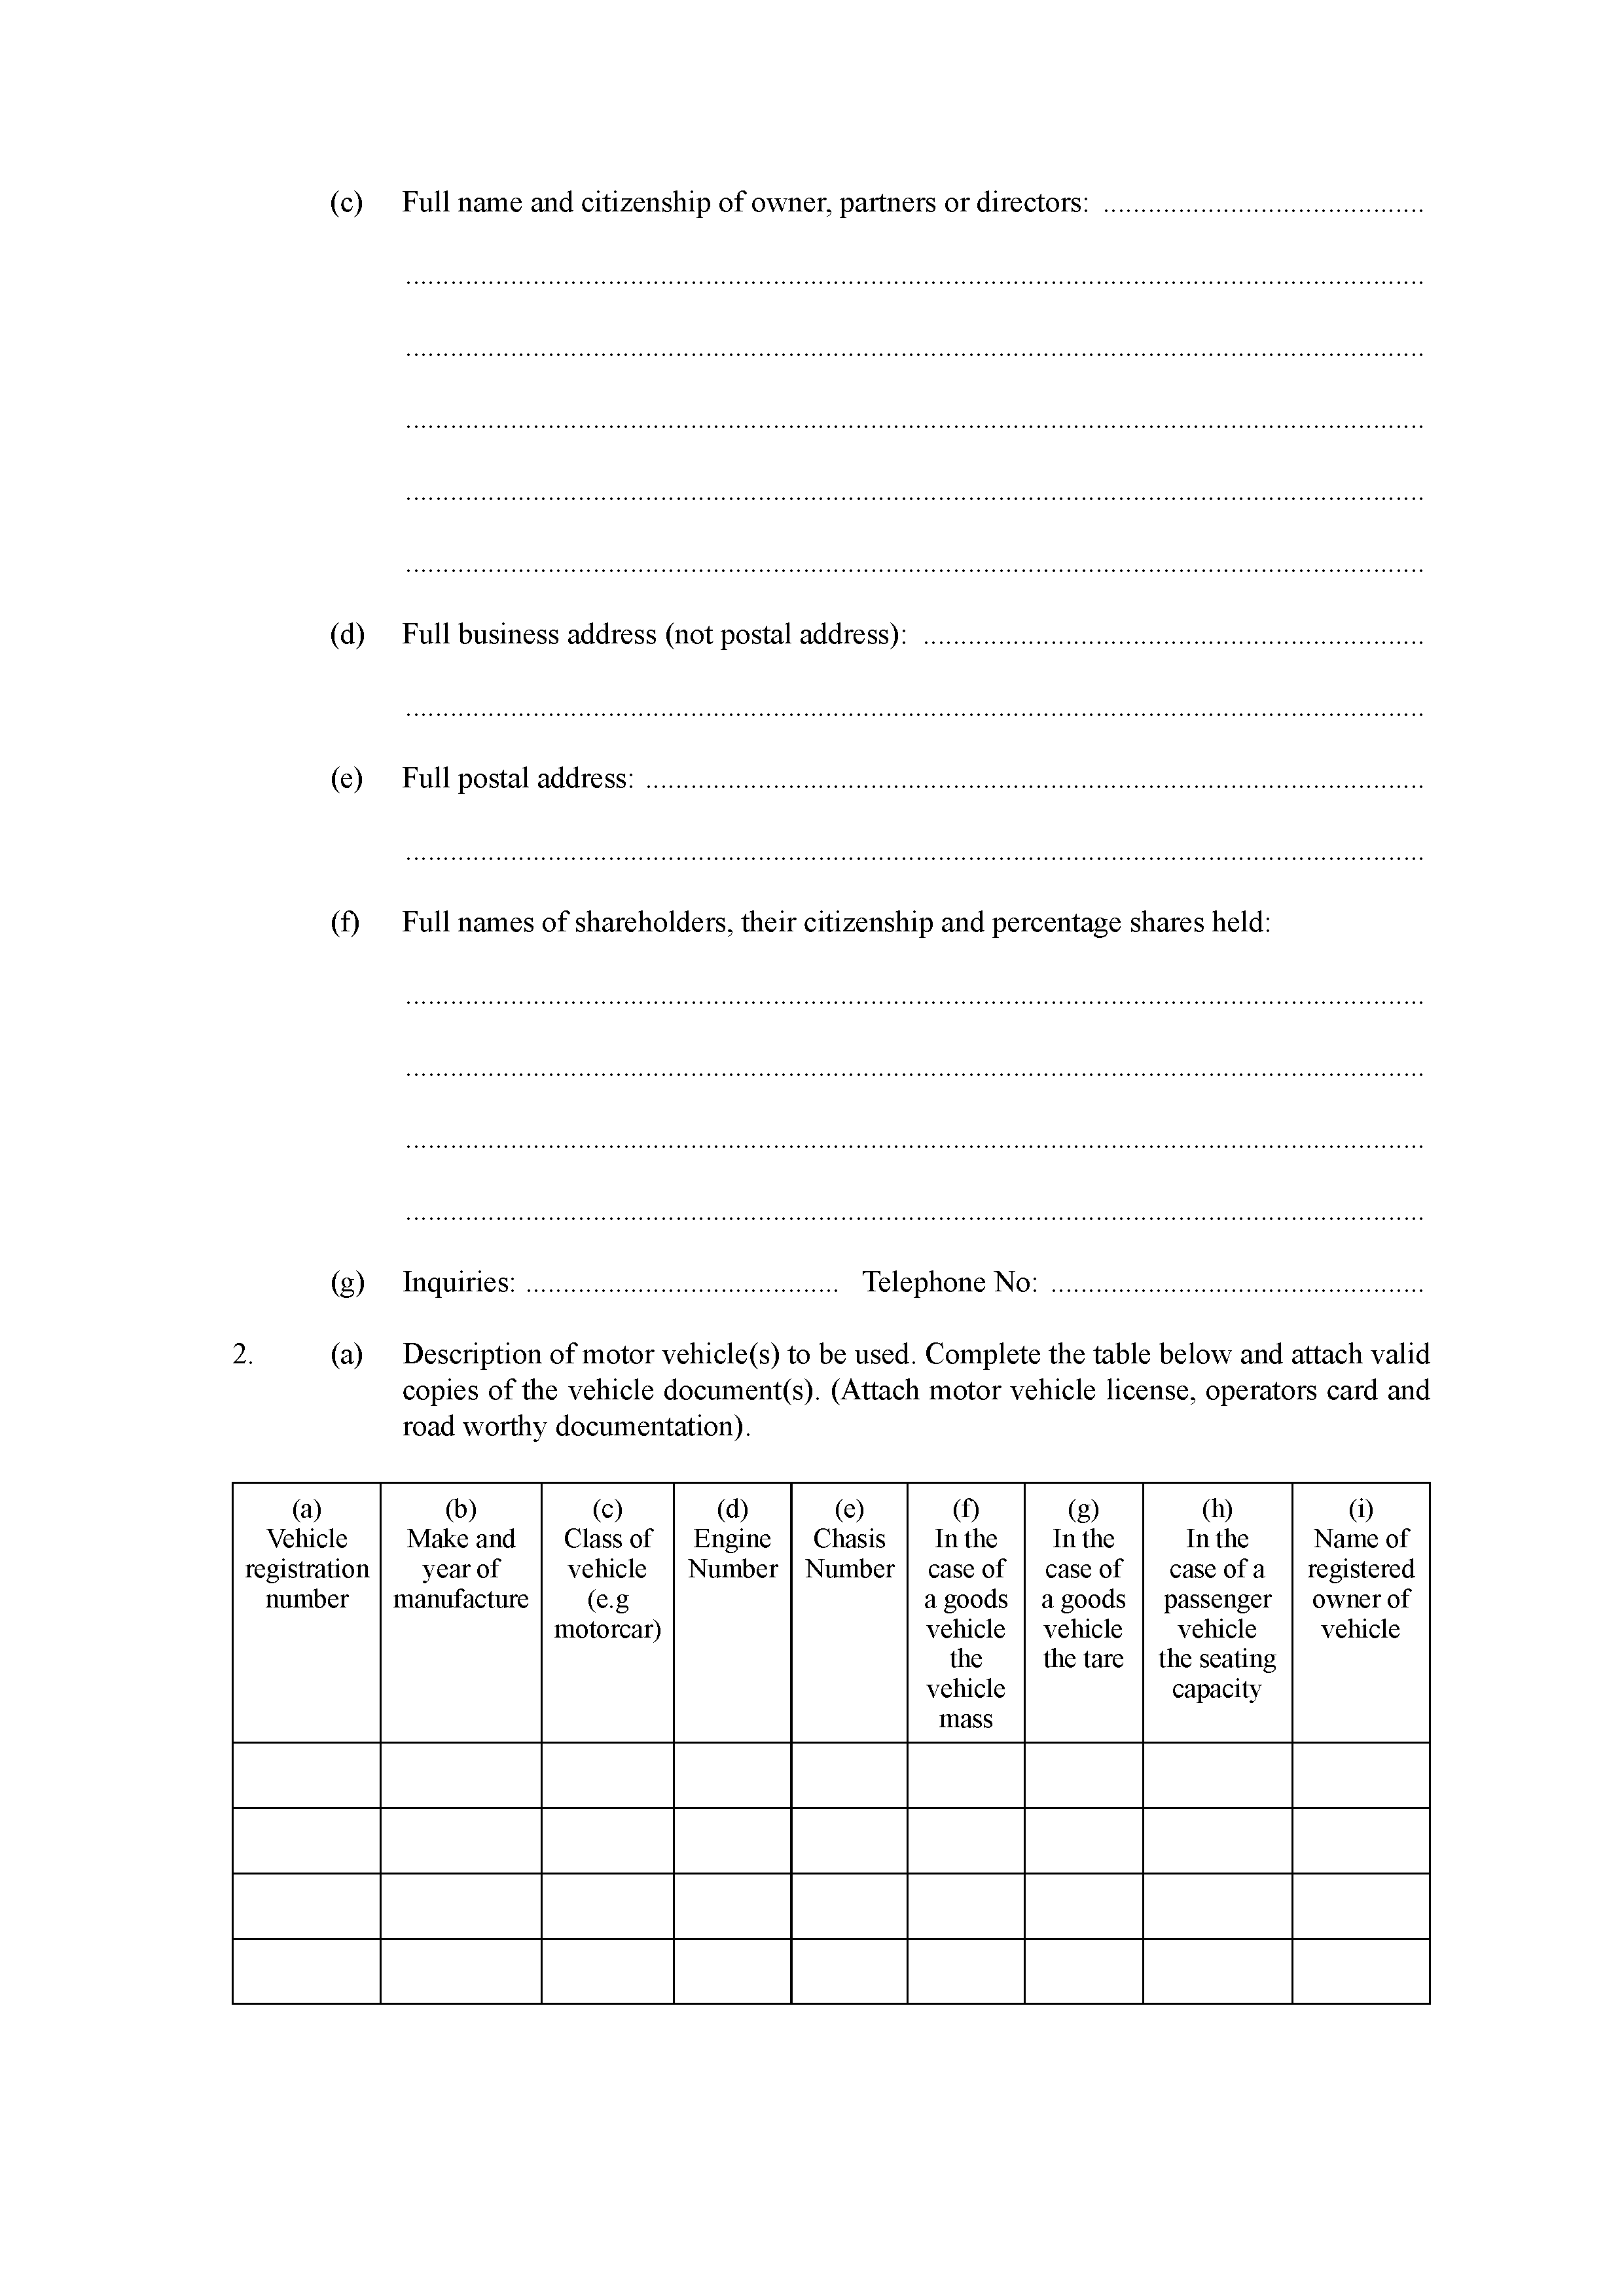 (c) Full name and citizenship of owner, partners or directors: ...........................................
.......................................................................................................................................
.......................................................................................................................................
.......................................................................................................................................
.......................................................................................................................................
.......................................................................................................................................
(d) Full business address (not postal address): ...................................................................
.......................................................................................................................................
(e) Full postal address: ........................................................................................................
.......................................................................................................................................
(f) Full names of shareholders, their citizenship and percentage shares held:
.......................................................................................................................................
.......................................................................................................................................
.......................................................................................................................................
.......................................................................................................................................
(g) Inquiries: .......................................... Telephone No: ..................................................
2. (a) Description of motor vehicle(s) to be used. Complete the table below and attach valid
copies of the vehicle document(s). (Attach motor vehicle license, operators card and
road worthy documentation).
(a)
Vehicle
registration
number
(b)
Make and
year of
manufacture
(c)
Class of
vehicle
(e.g
motorcar)
(d)
Engine
Number
(e)
Chasis
Number
(f)
In the
case of
a goods
vehicle
the
vehicle
mass
(g)
In the
case of
a goods
vehicle
the tare
(h)
In the
case of a
passenger
vehicle
the seating
capacity
(i)
Name of
registered
owner of
vehicle